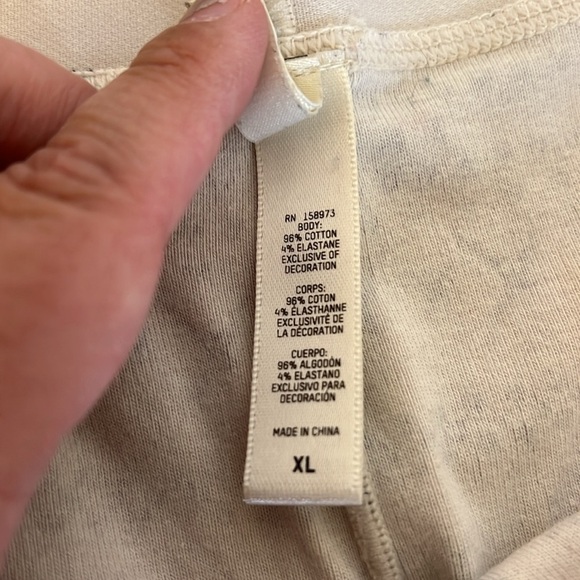 RN 158973
BODY:
96% COTTON
4% ELASTANE
EXCLUSIVE OF
DECORATION
CORPS:
96% COTON
4% ÉLASTHANNE
EXCLUSIVITÉ DE
LA DÉCORATION
CUERPO:
96% ALGODÓN
4% ELASTANO
EXCLUSIVO PARA
DECORACIÓN
MADE IN CHINA
XL